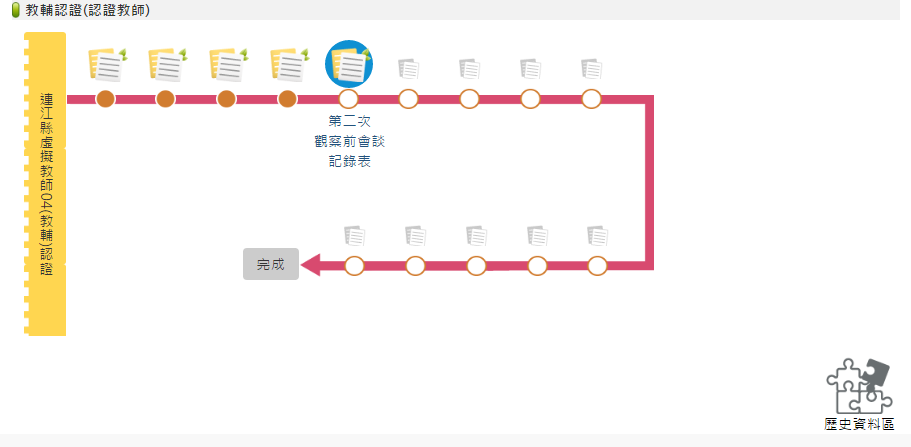 教輔認證(認證教師)
連江縣虛擬教師04(教輔)認證
第二次
觀察前會談
記錄表
完成
歷史資料區